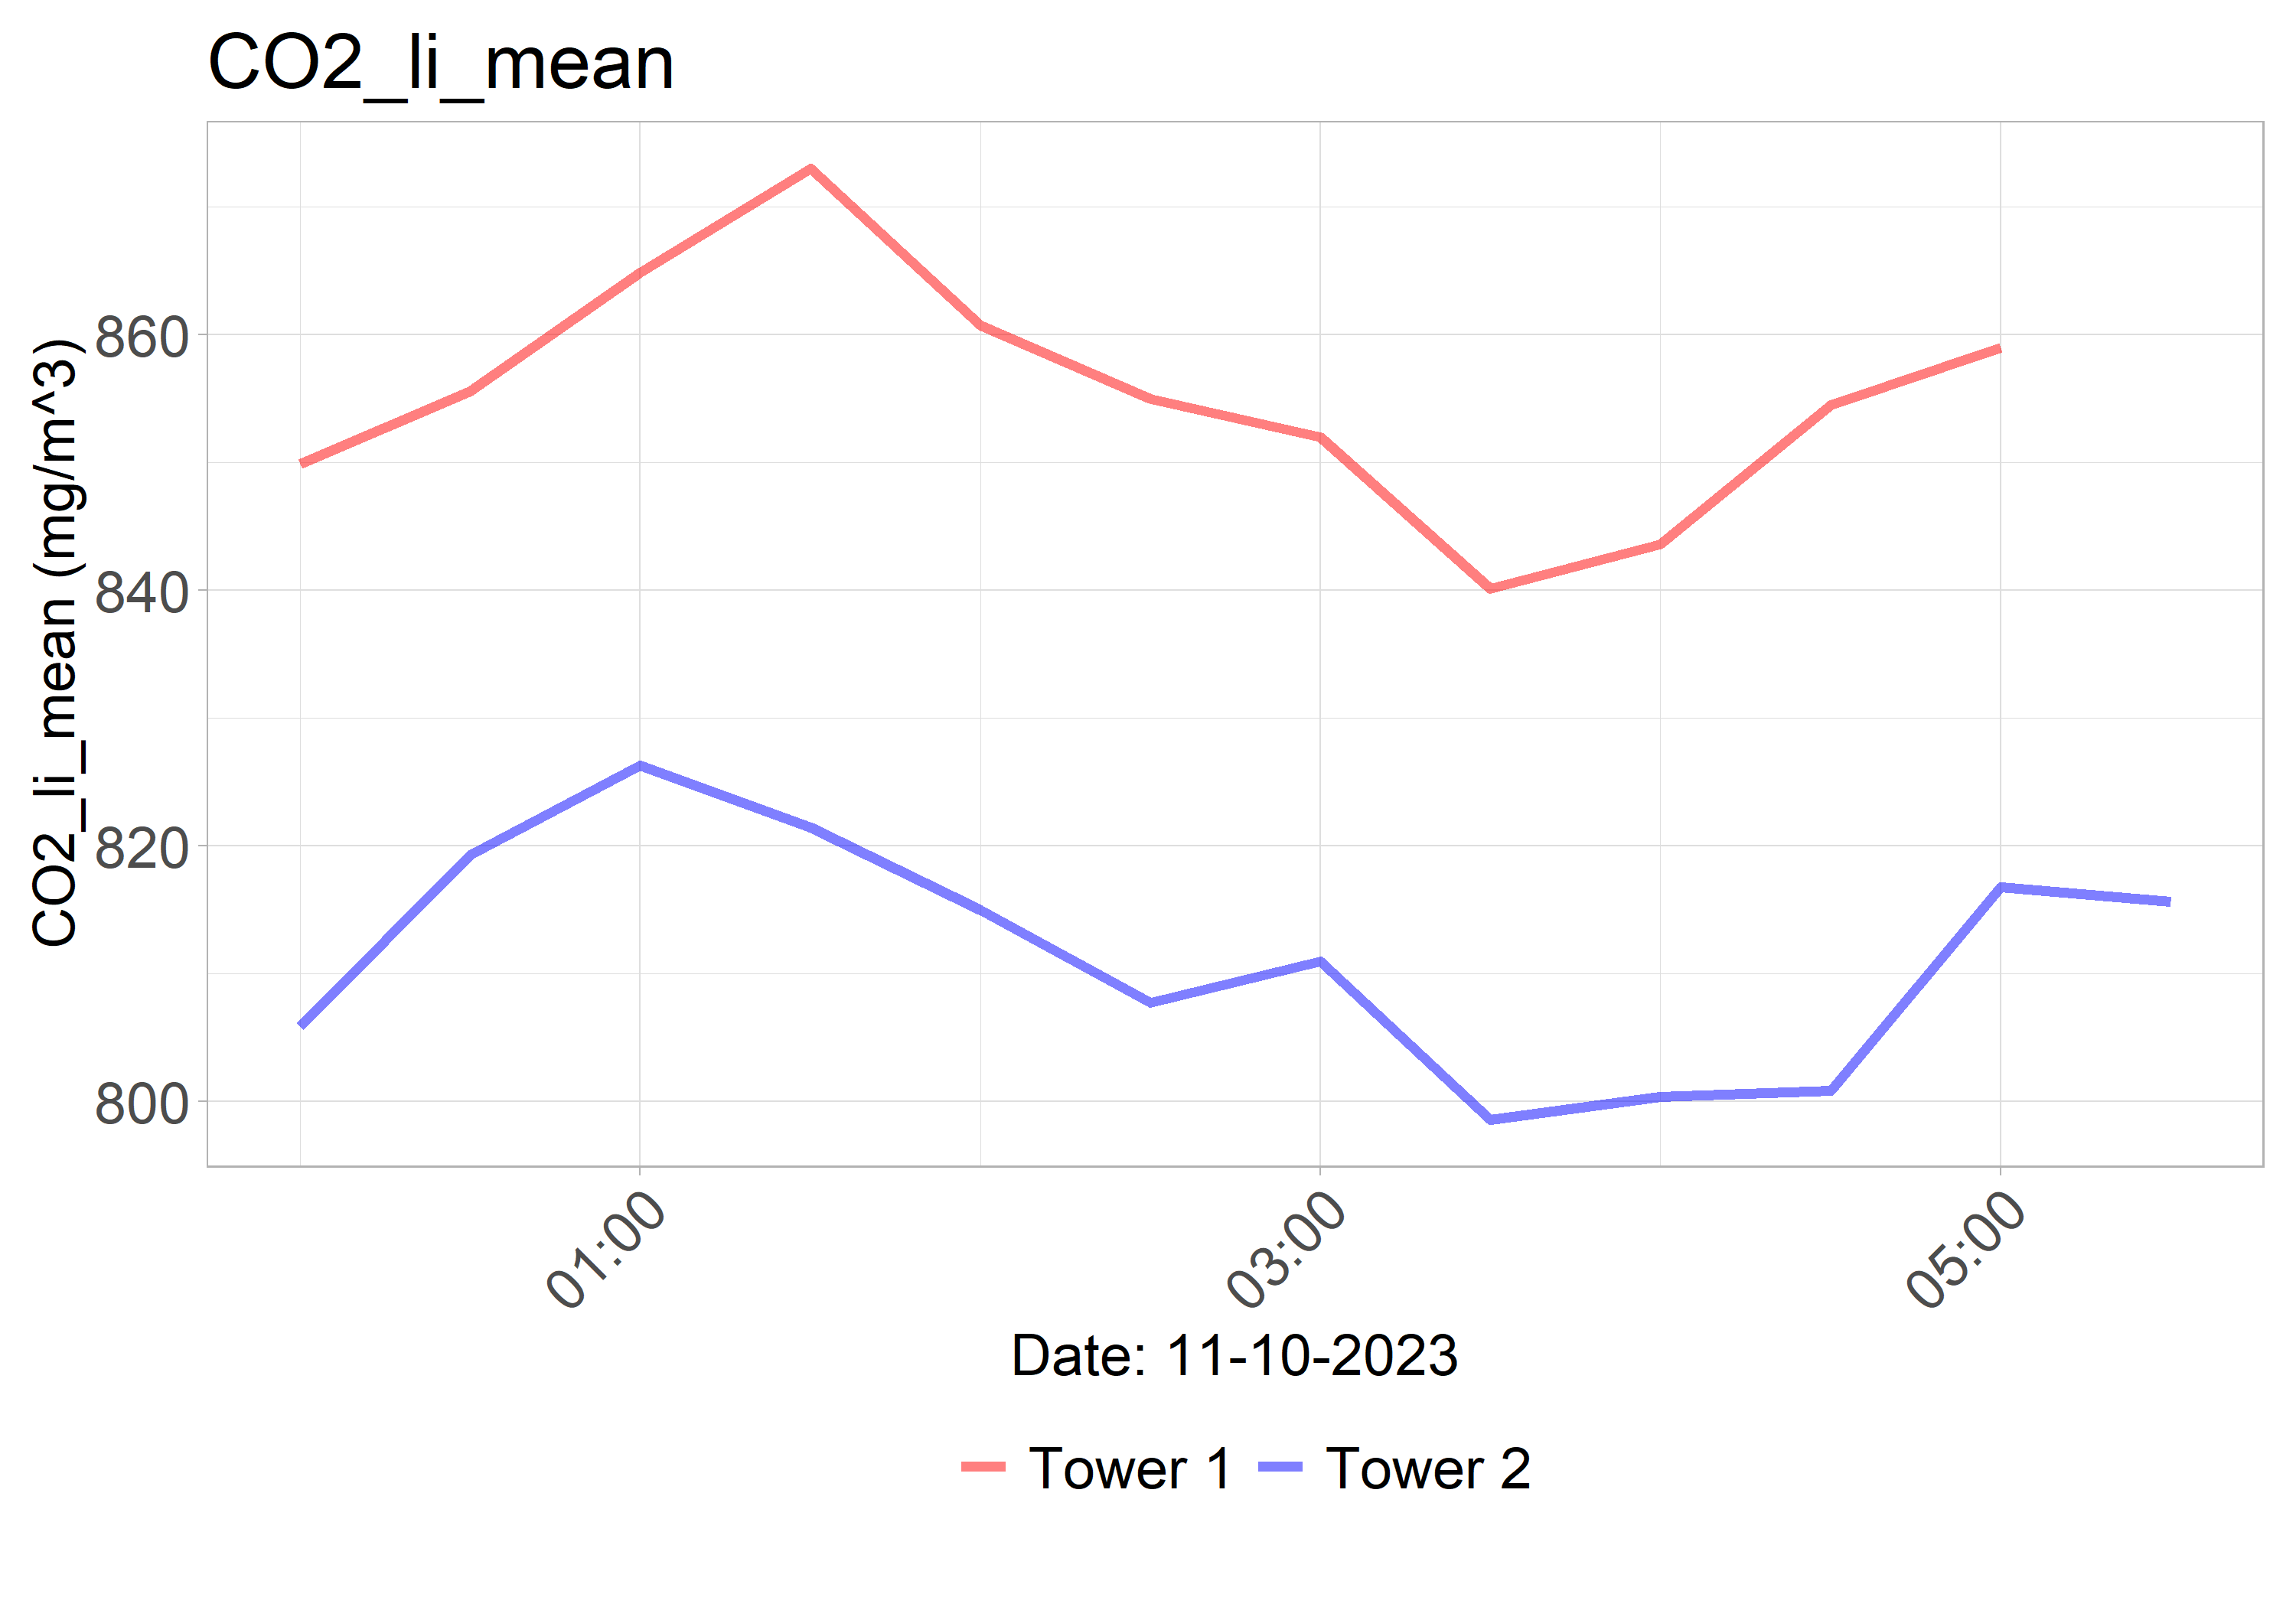 CO2_li_mean
CO2_li_mean (mg/m^3)
860
840
820
800
01:00
03:00
05:00
Date: 11-10-2023
Tower 1
Tower 2